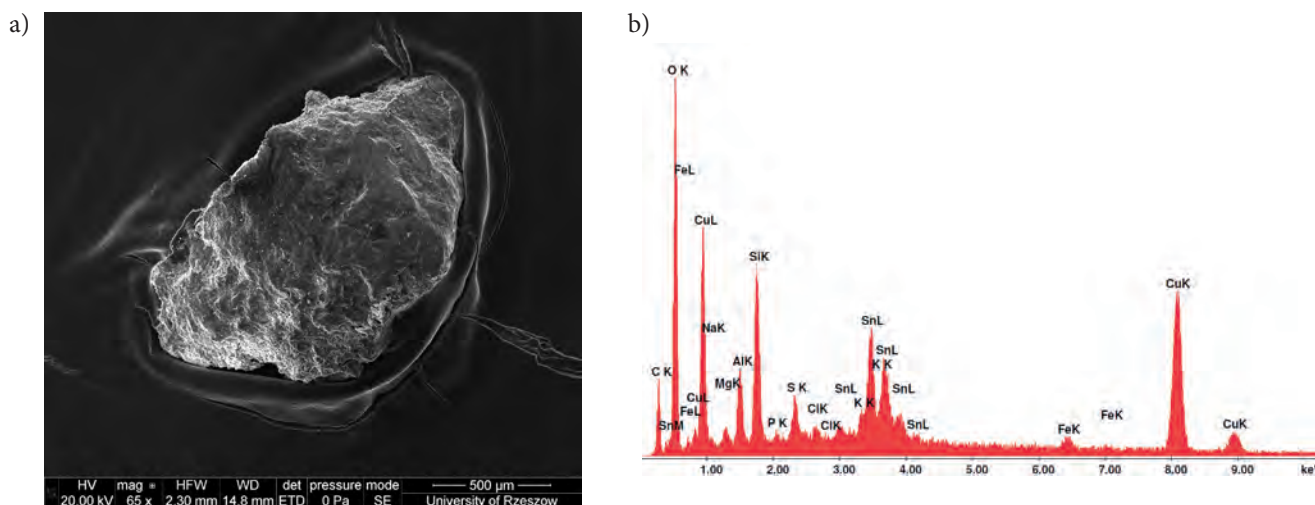 a)
HV mag HFW WD det pressure mode
20.00 kV 65 x 2.30 mm 14.8 mm ETD 0 Pa SE
500 µm
University of Rzeszow
b)
O K
FeL
CuL
SiK
CuK
NaK
SnL
SnL
K K
C K
AlK
MgK
S K
SnL
SnL
CuL
K K
FeL
ClK
SnM
P K
ClK
SnL
FeK
FeK
CuK
1.00 2.00 3.00 4.00 5.00 6.00 7.00 8.00 9.00 ke